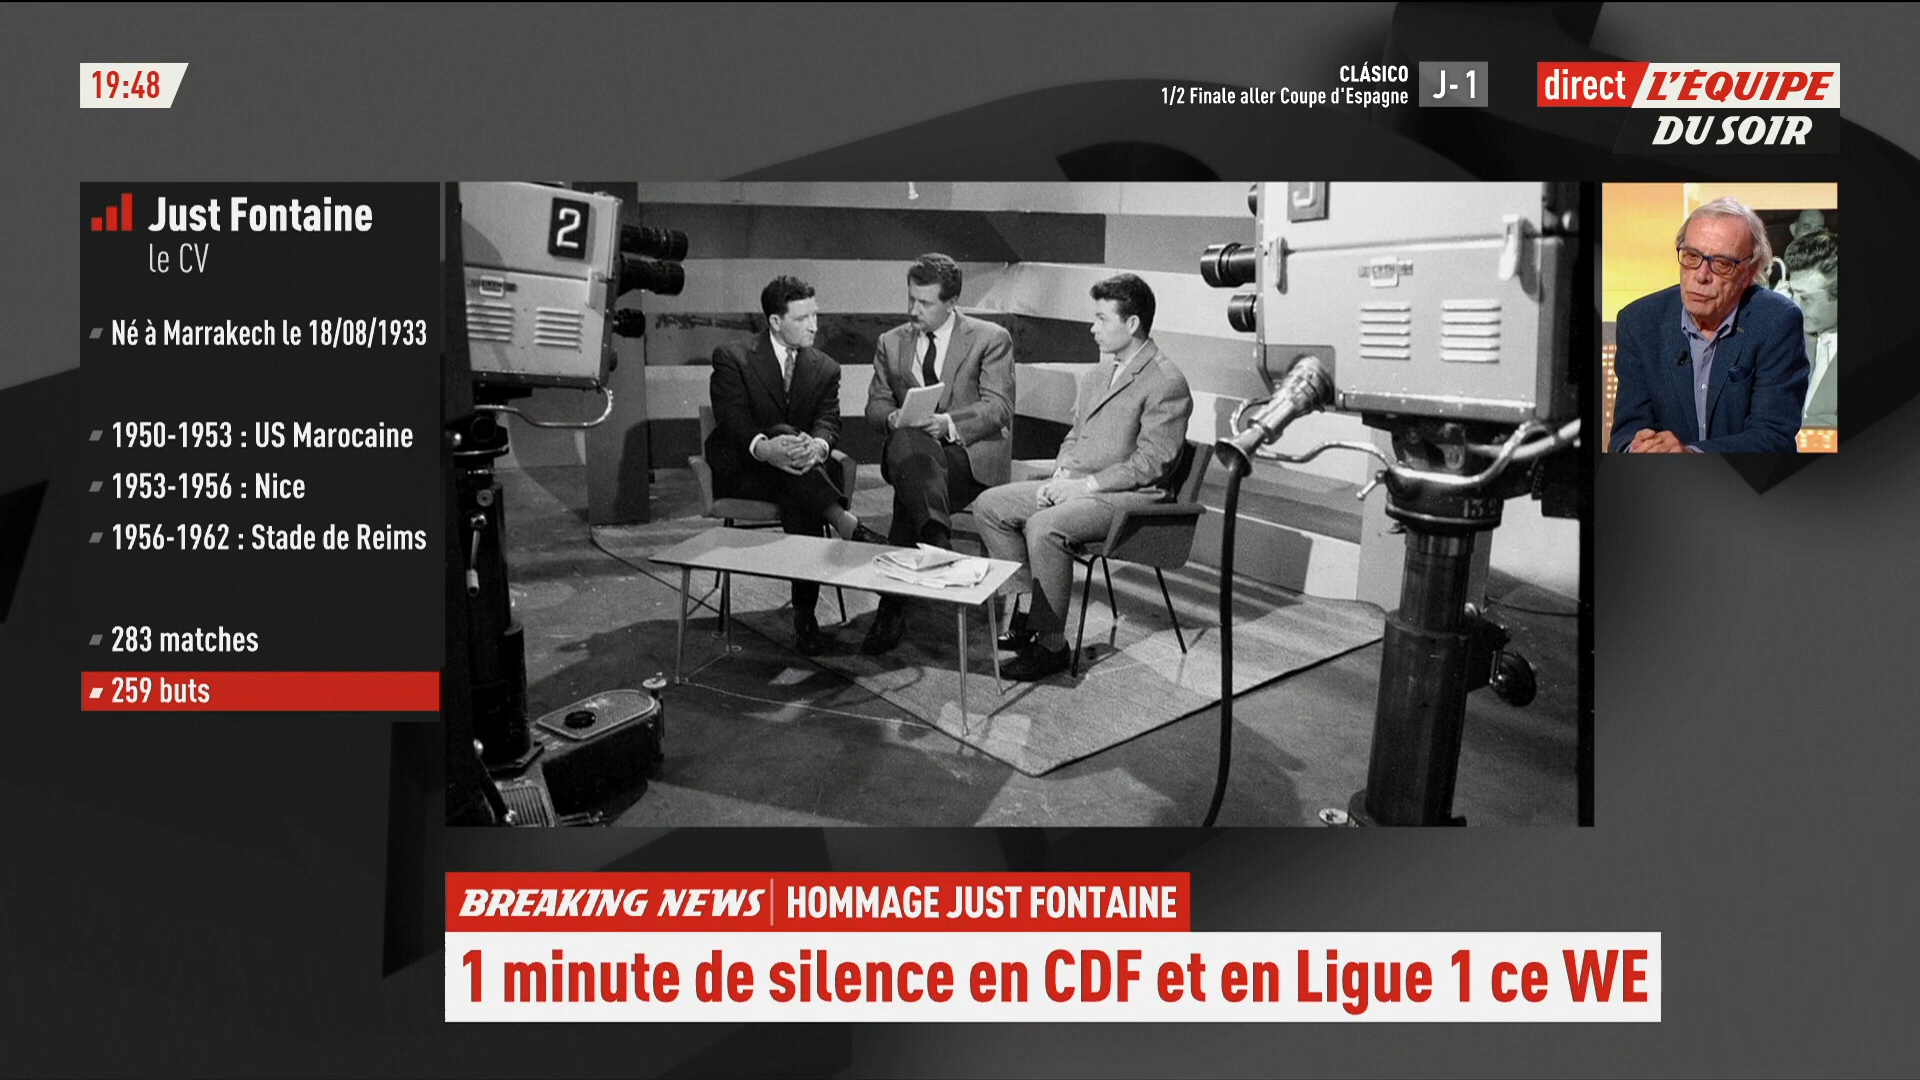 19:48
CLÁSICO
1/2 Finale aller Coupe d'Espagne
J-1
direct L'ÉQUIPE
DU SOIR
Just Fontaine
le CV
Né à Marrakech le 18/08/1933
1950-1953 : US Marocaine
1953-1956 : Nice
1956-1962 : Stade de Reims
283 matches
259 buts
2
BREAKING NEWS | HOMMAGE JUST FONTAINE
1 minute de silence en CDF et en Ligue 1 ce WE